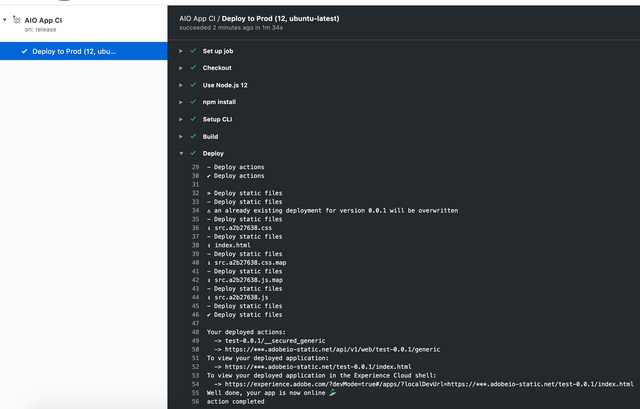 AIO App CI
on: release
Deploy to Prod (12, ubu...
AIO App CI / Deploy to Prod (12, ubuntu-latest)
succeeded 2 minutes ago in 1m 34s
Set up job
Checkout
Use Node.js 12
npm install
Setup CLI
Build
Deploy
29 – Deploy actions
30 ✔ Deploy actions
31
32 > Deploy static files
33 – Deploy static files
34 ⚠ an already existing deployment for version 0.0.1 will be overwritten
35 – Deploy static files
36 ⬇ src.a2b27638.css
37 – Deploy static files
38 ⬇ index.html
39 – Deploy static files
40 ⬇ src.a2b27638.css.map
41 – Deploy static files
42 ⬇ src.a2b27638.js.map
43 – Deploy static files
44 ⬇ src.a2b27638.js
45 – Deploy static files
46 ✔ Deploy static files
47
48 Your deployed actions:
49 -> test-0.0.1/__secured_generic
50 -> https://***.adobeio-static.net/api/v1/web/test-0.0.1/generic
51 To view your deployed application:
52 -> https://***.adobeio-static.net/test-0.0.1/index.html
53 To view your deployed application in the Experience Cloud shell:
54 -> https://experience.adobe.com/?devMode=true#/apps/?localDevUrl=https://***.adobeio-static.net/test-0.0.1/index.html
55 Well done, your app is now online 🏄
56 action completed